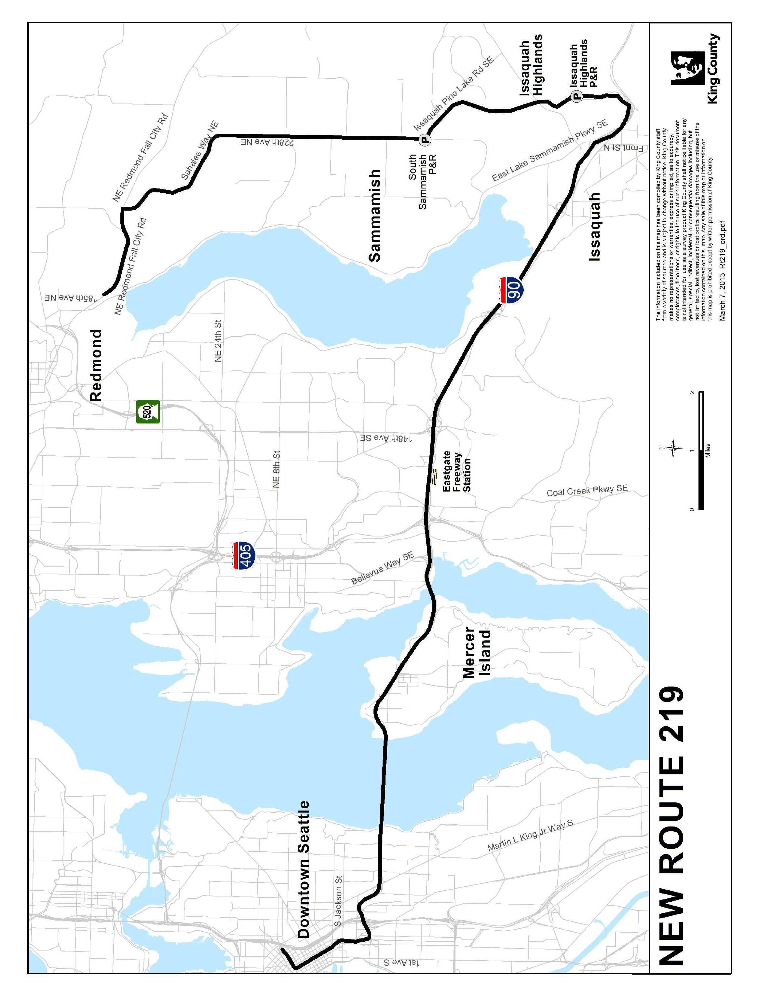 NE Redmond Fall City Rd
Sahalee Way NE
228th Ave NE
185th Ave NE
NE Redmond Fall City Rd
Redmond
520
NE 24th St
NE 8th St
405
148th Ave SE
Bellevue Way SE
Sammamish
South
Sammamish
P&R
P
Issaquah Pine Lake Rd SE
Issaquah
Highlands
Issaquah
Highlands
P&R
P
East Lake Sammamish Pkwy SE
Front St N
Issaquah
90
Eastgate
Freeway
Station
Coal Creek Pkwy SE
Mercer
Island
Downtown Seattle
S Jackson St
1st Ave S
Martin L King Jr Way S
NEW ROUTE 219
N
0
1
2
Miles
The information included on this map has been compiled by King County staff
from a variety of sources and is subject to change without notice. King County
makes no representations or warranties, express or implied, as to accuracy,
completeness, timeliness, or rights to the use of such information. This document
is not intended for use as a survey product King County shall not be liable for any
general, special, indirect, incidental, or consequential damages including, but
not limited to, lost revenues or lost profits resulting from the use or misuse of the
information contained on this map. Any sale of this map or information on
this map is prohibited except by written permission of King County.
March 7, 2013 Rt219_ord.pdf
King County